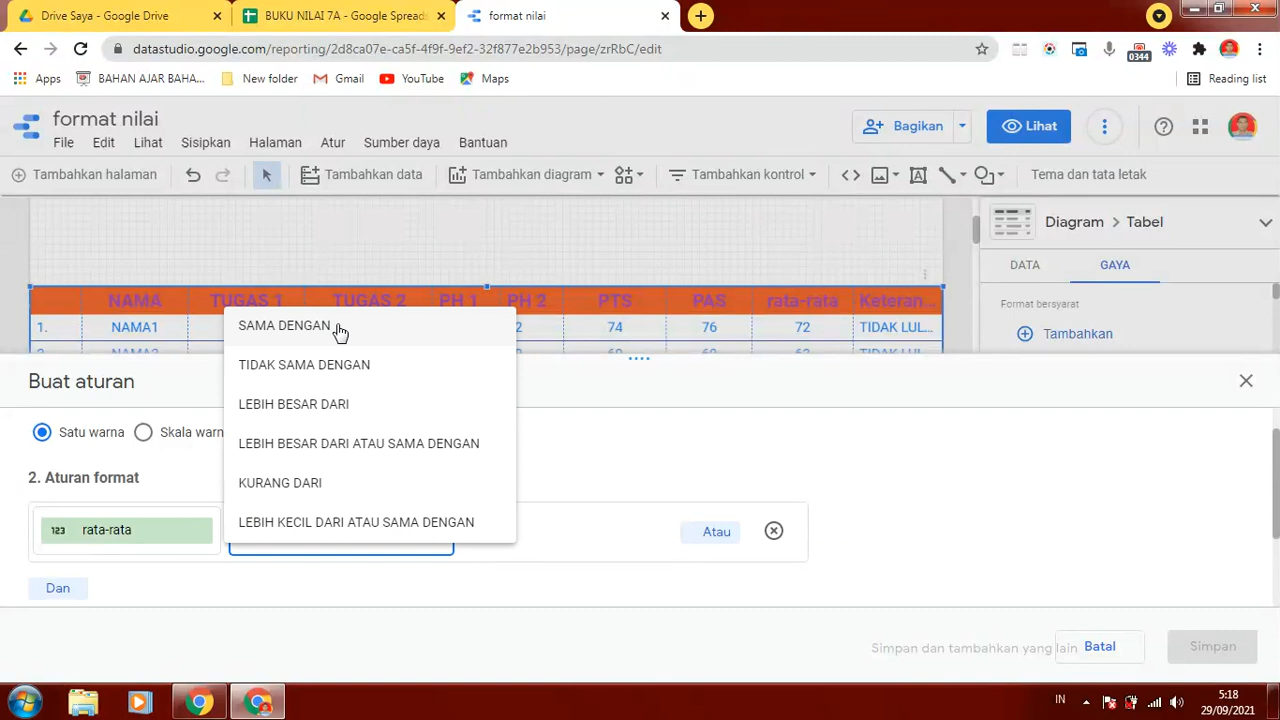 Drive Saya - Google Drive
BUKU NILAI 7A - Google Spreads
format nilai
datastudio.google.com/reporting/2d8ca07e-ca5f-4f9f-9ef2-32f877e2b953/page/zrRbC/edit
0344
Apps
BAHAN AJAR BAHA...
New folder
Gmail
YouTube
Maps
Reading list
format nilai
File Edit Lihat Sisipkan Halaman Atur Sumber daya Bantuan
Bagikan
Lihat
Tambahkan halaman
Tambahkan data
Tambahkan diagram
Tambahkan kontrol
Tema dan tata letak
Diagram > Tabel
DATA GAYA
Format bersyarat
Tambahkan
NAMA TUGAS 1 TUGAS 2 PH 1 PH 2 PTS PAS rata-rata Keteran...
1. NAMA1 2 74 76 72 TIDAK LUL...
SAMA DENGAN
TIDAK SAMA DENGAN
LEBIH BESAR DARI
LEBIH BESAR DARI ATAU SAMA DENGAN
KURANG DARI
LEBIH KECIL DARI ATAU SAMA DENGAN
Buat aturan
Satu warna Skala warn
2. Aturan format
123 rata-rata
Atau
Dan
Simpan dan tambahkan yang lain
Batal
Simpan
IN
5:18
29/09/2021